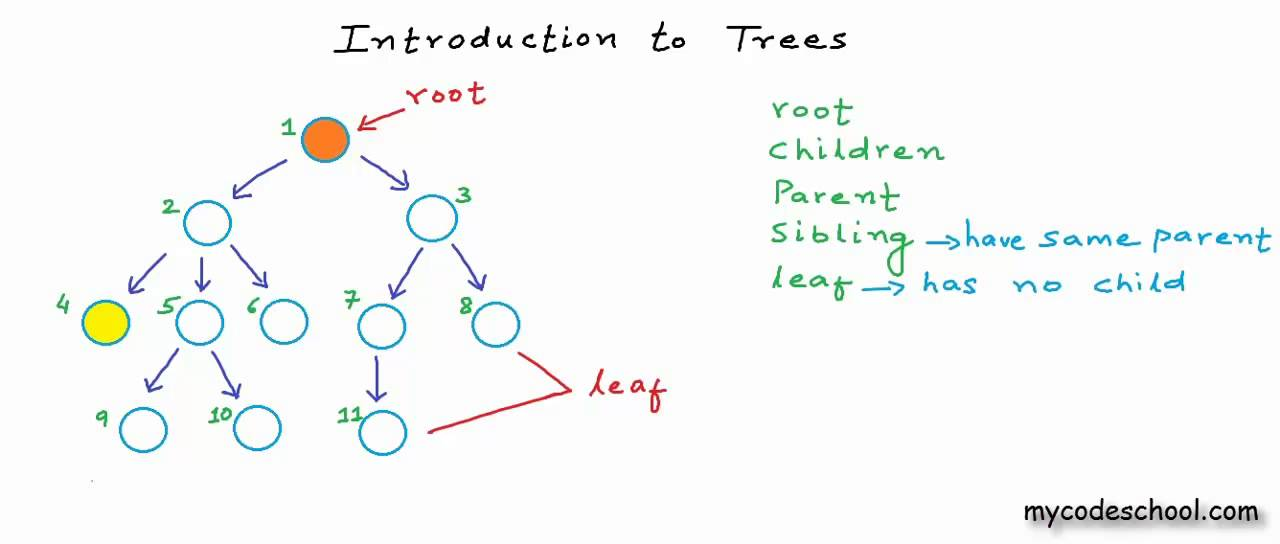 Introduction to Trees
root
1
2
3
4
5
6
7
8
9
10
11
leaf
root
Children
Parent
Sibling → have same parent
leaf → has no child
mycodeschool.com